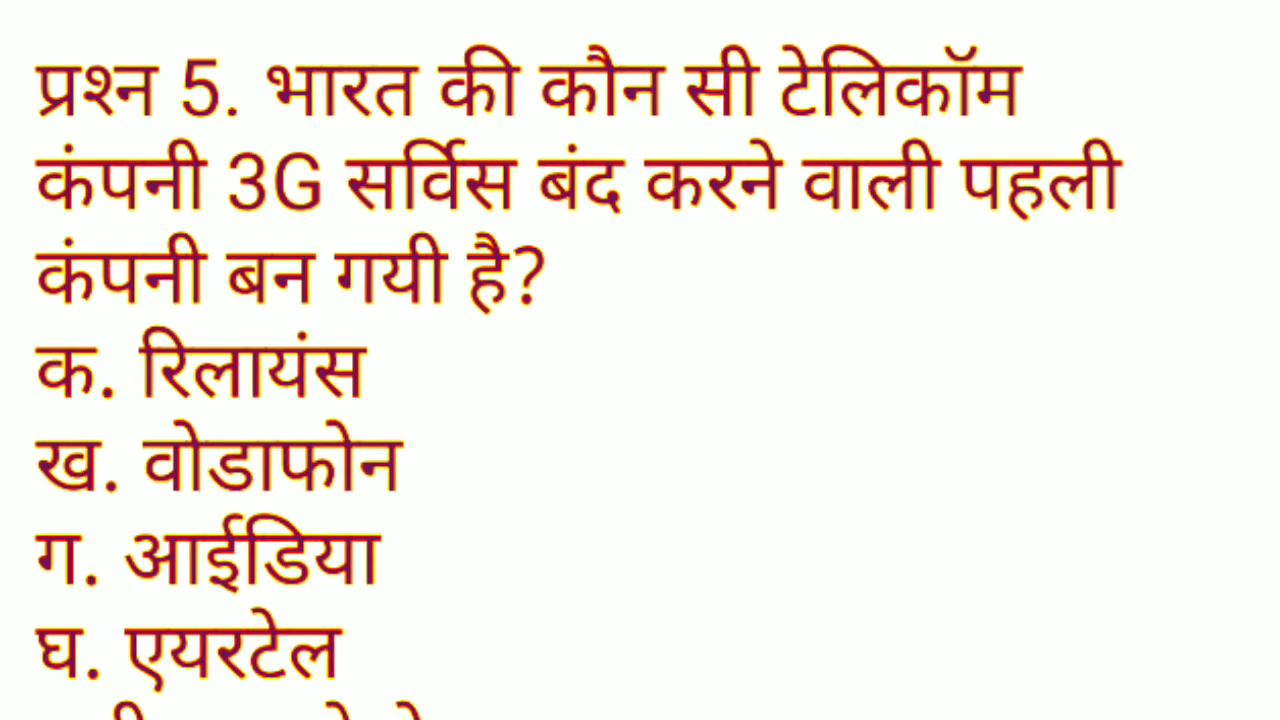 प्रश्न 5. भारत की कौन सी टेलिकॉम
कंपनी 3G सर्विस बंद करने वाली पहली
कंपनी बन गयी है?
क. रिलायंस
ख. वोडाफोन
ग. आईडिया
घ. एयरटेल